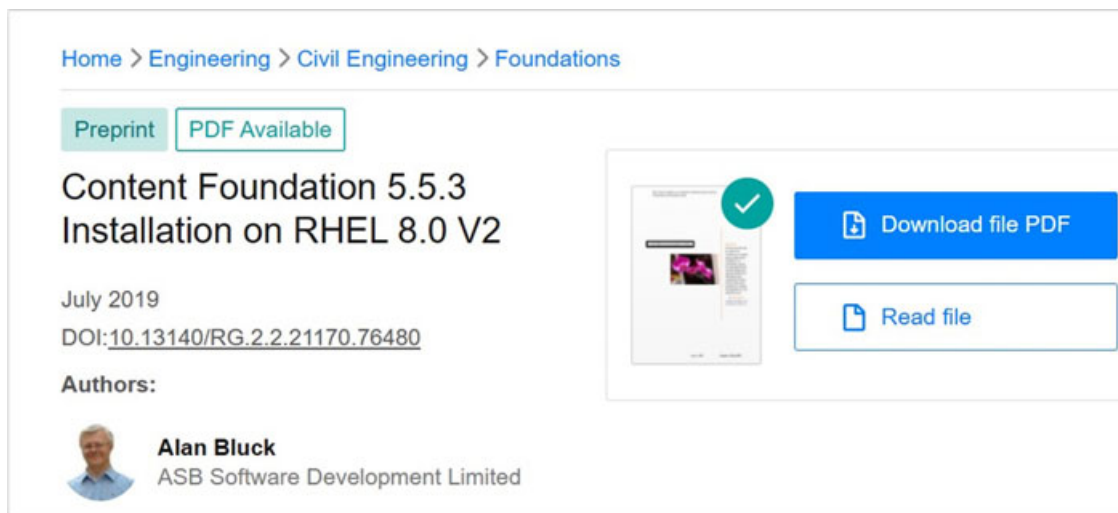 Home > Engineering > Civil Engineering > Foundations
Preprint PDF Available
Content Foundation 5.5.3
Installation on RHEL 8.0 V2
July 2019
DOI:10.13140/RG.2.2.21170.76480
Authors:
Alan Bluck
ASB Software Development Limited
Download file PDF
Read file